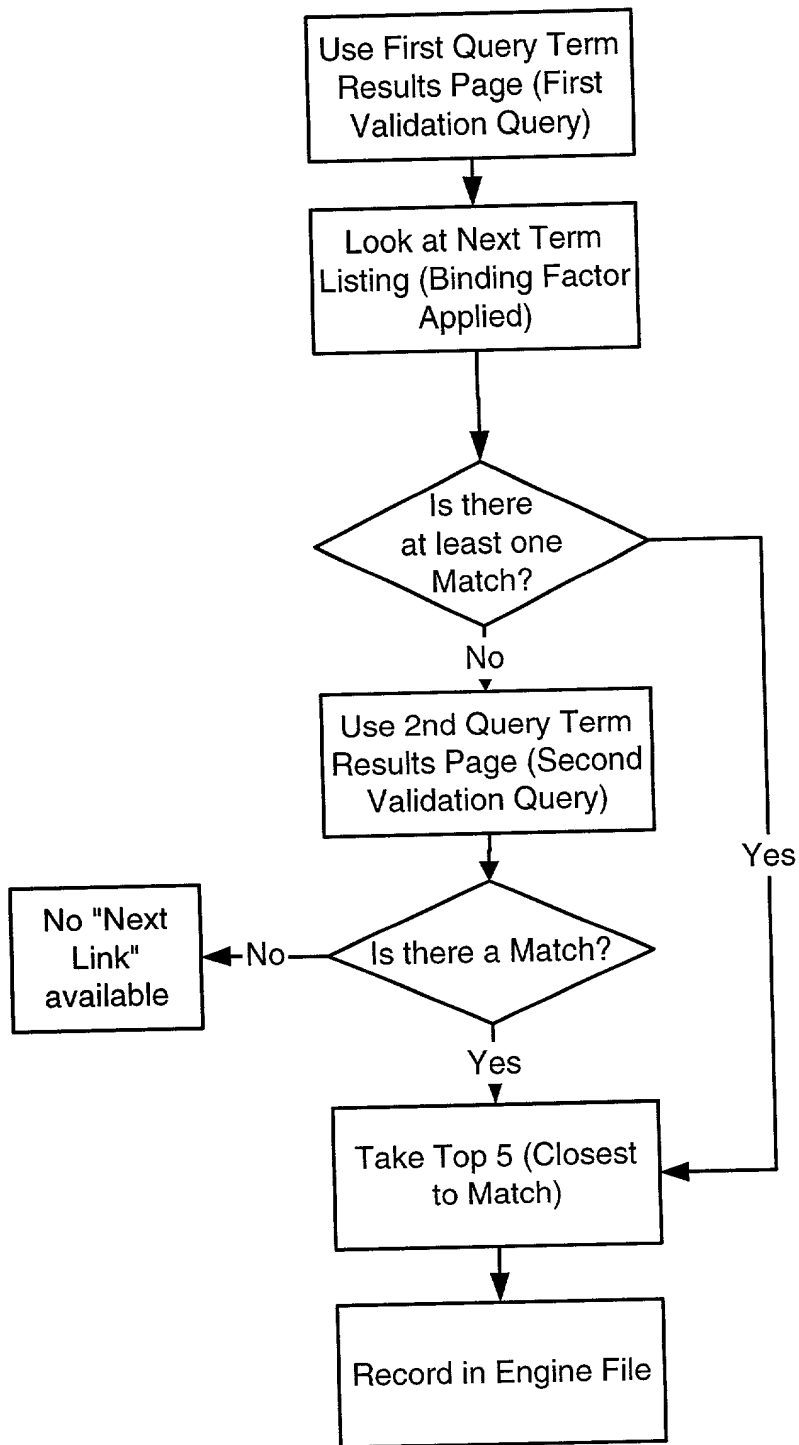 Use First Query Term
Results Page (First
Validation Query)
Look at Next Term
Listing (Binding Factor
Applied)
Is there
at least one
Match?
No
Use 2nd Query Term
Results Page (Second
Validation Query)
Yes
No "Next
Link"
available
No
Is there a Match?
Yes
Take Top 5 (Closest
to Match)
Record in Engine File